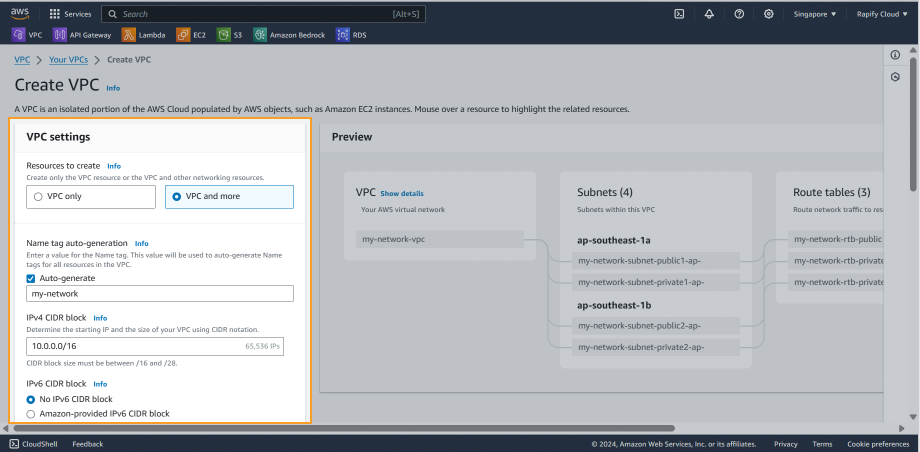 aws Services Search [Alt+S] Singapore ▼ Rapify Cloud ▼
VPC API Gateway Lambda EC2 S3 Amazon Bedrock RDS
VPC > Your VPCs > Create VPC
Create VPC Info
A VPC is an isolated portion of the AWS Cloud populated by AWS objects, such as Amazon EC2 instances. Mouse over a resource to highlight the related resources.
VPC settings
Resources to create Info
Create only the VPC resource or the VPC and other networking resources.
VPC only
VPC and more
Name tag auto-generation Info
Enter a value for the Name tag. This value will be used to auto-generate Name
tags for all resources in the VPC.
Auto-generate
my-network
IPv4 CIDR block Info
Determine the starting IP and the size of your VPC using CIDR notation.
10.0.0.0/16 65,536 IPs
CIDR block size must be between /16 and /28.
IPv6 CIDR block Info
No IPv6 CIDR block
Amazon-provided IPv6 CIDR block
Preview
VPC Show details
Your AWS virtual network
my-network-vpc
Subnets (4)
Subnets within this VPC
ap-southeast-1a
my-network-subnet-public1-ap-
my-network-subnet-private1-ap-
ap-southeast-1b
my-network-subnet-public2-ap-
my-network-subnet-private2-ap-
Route tables (3)
Route network traffic to res
my-network-rtb-public
my-network-rtb-private
my-network-rtb-private
CloudShell Feedback © 2024, Amazon Web Services, Inc. or its affiliates. Privacy Terms Cookie preferences